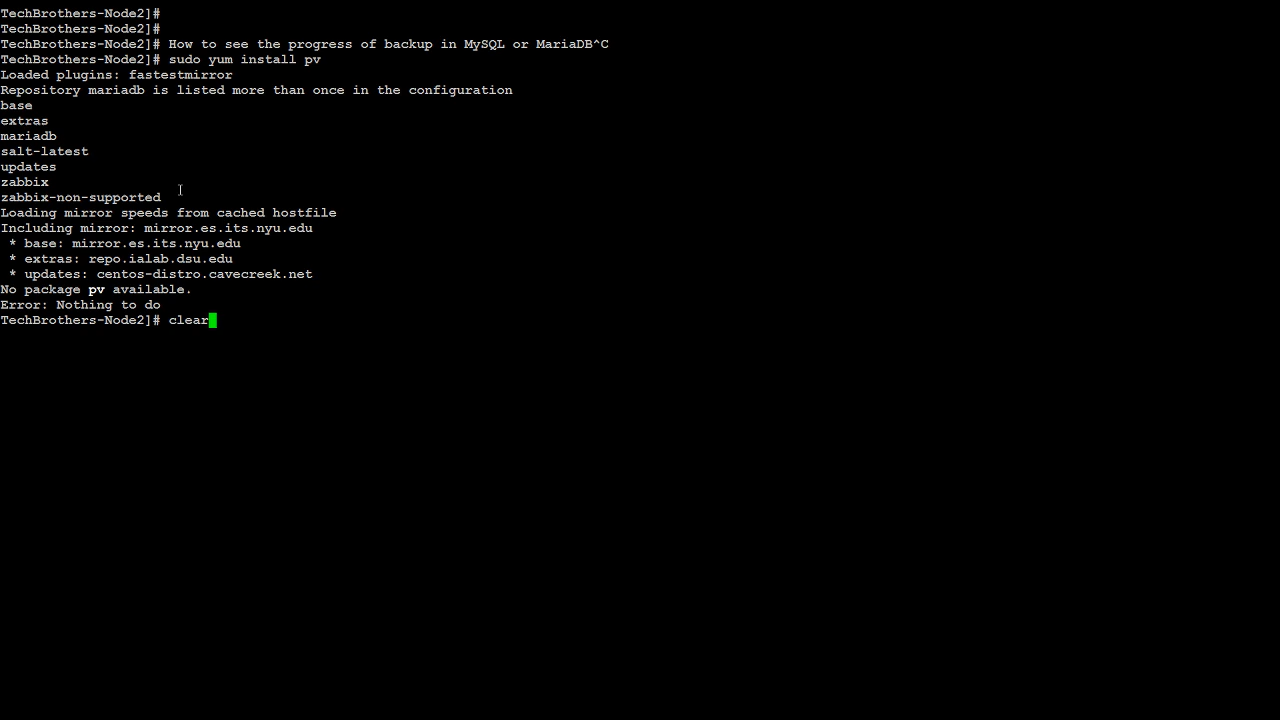 TechBrothers-Node2]#
TechBrothers-Node2]#
TechBrothers-Node2]# How to see the progress of backup in MySQL or MariaDB^C
TechBrothers-Node2]# sudo yum install pv
Loaded plugins: fastestmirror
Repository mariadb is listed more than once in the configuration
base
extras
mariadb
salt-latest
updates
zabbix
zabbix-non-supported
Loading mirror speeds from cached hostfile
Including mirror: mirror.es.its.nyu.edu
 * base: mirror.es.its.nyu.edu
 * extras: repo.ialab.dsu.edu
 * updates: centos-distro.cavecreek.net
No package pv available.
Error: Nothing to do
TechBrothers-Node2]# clear